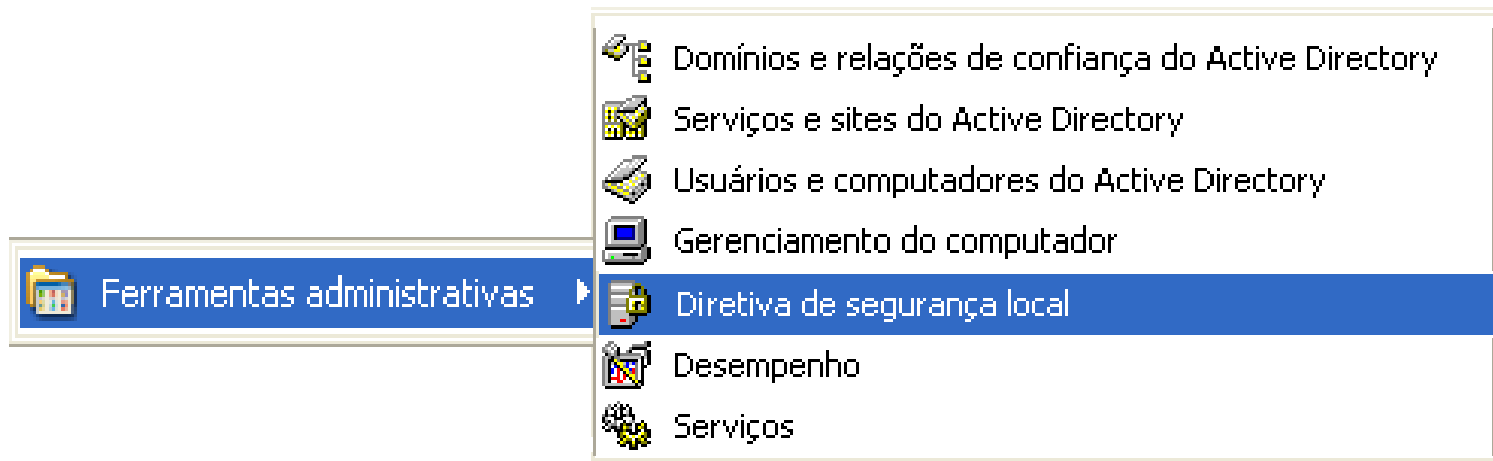 Domínios e relações de confiança do Active Directory
Serviços e sites do Active Directory
Usuários e computadores do Active Directory
Gerenciamento do computador
Ferramentas administrativas
Diretiva de segurança local
Desempenho
Serviços